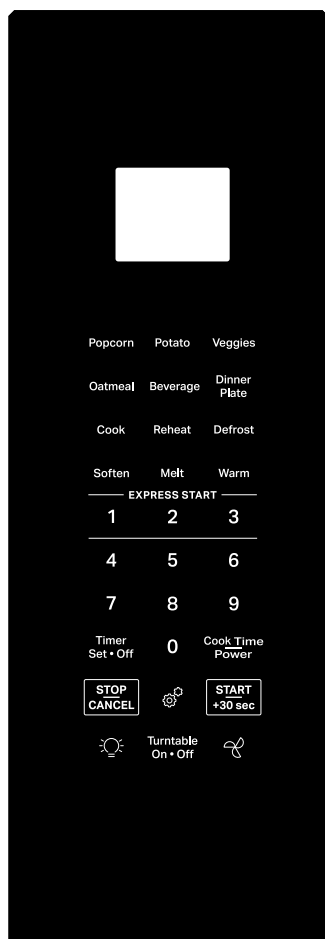 Popcorn Potato Veggies
Oatmeal Beverage Dinner Plate
Cook Reheat Defrost
Soften Melt Warm
EXPRESS START
1 2 3
4 5 6
7 8 9
Timer Set • Off 0 Cook Time Power
STOP CANCEL START +30 sec
Turntable On • Off